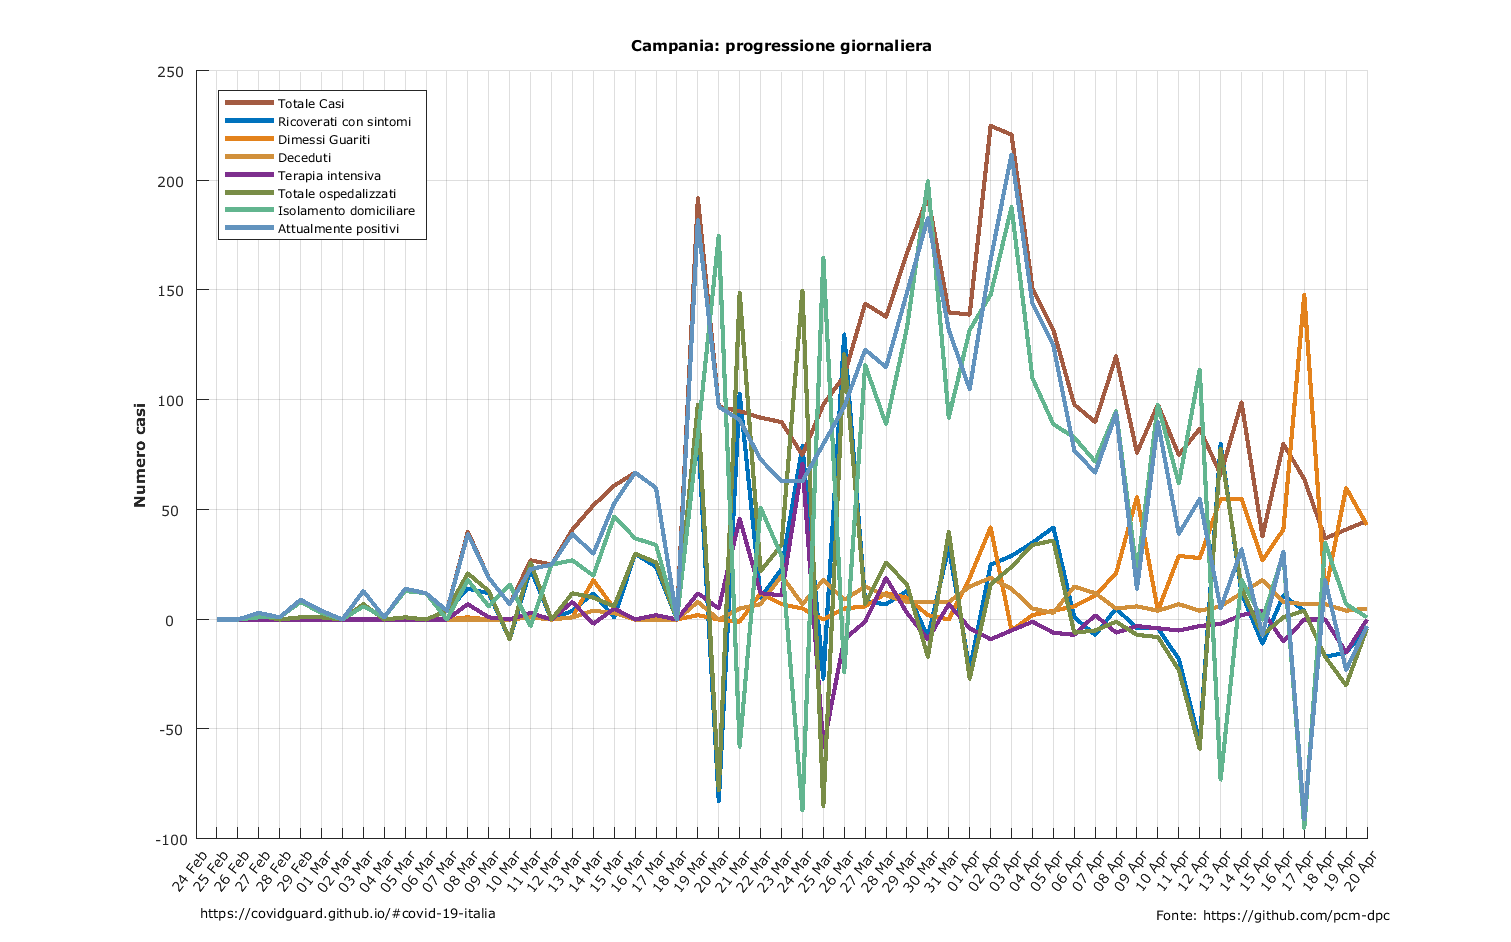 Campania: progressione giornaliera
250
200
150
100
50
0
-50
-100
Numero casi
Totale Casi
Ricoverati con sintomi
Dimessi Guariti
Deceduti
Terapia intensiva
Totale ospedalizzati
Isolamento domiciliare
Attualmente positivi
24 Feb
25 Feb
26 Feb
27 Feb
28 Feb
29 Feb
01 Mar
02 Mar
03 Mar
04 Mar
05 Mar
06 Mar
07 Mar
08 Mar
09 Mar
10 Mar
11 Mar
12 Mar
13 Mar
14 Mar
15 Mar
16 Mar
17 Mar
18 Mar
19 Mar
20 Mar
21 Mar
22 Mar
23 Mar
24 Mar
25 Mar
26 Mar
27 Mar
28 Mar
29 Mar
30 Mar
31 Mar
01 Apr
02 Apr
03 Apr
04 Apr
05 Apr
06 Apr
07 Apr
08 Apr
09 Apr
10 Apr
11 Apr
12 Apr
13 Apr
14 Apr
15 Apr
16 Apr
17 Apr
18 Apr
19 Apr
20 Apr
https://covidguard.github.io/#covid-19-italia
Fonte: https://github.com/pcm-dpc